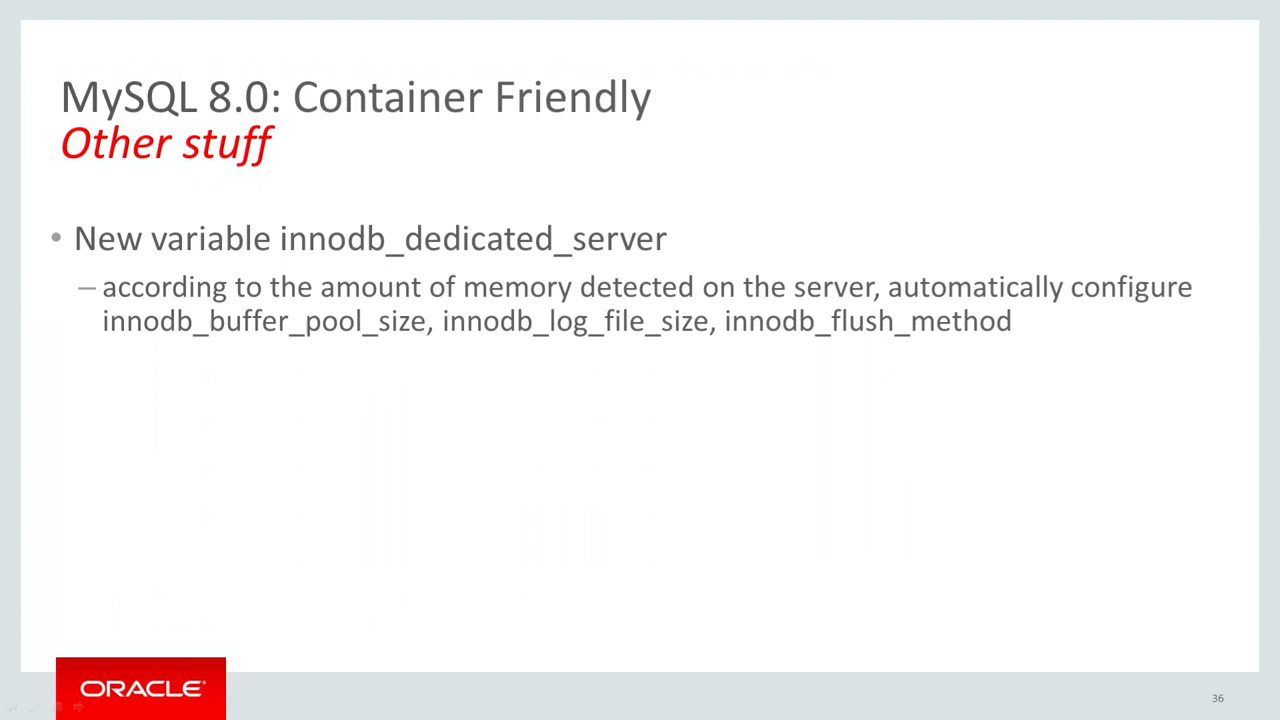 MySQL 8.0: Container Friendly
Other stuff
• New variable innodb_dedicated_server
– according to the amount of memory detected on the server, automatically configure
innodb_buffer_pool_size, innodb_log_file_size, innodb_flush_method
ORACLE®
36